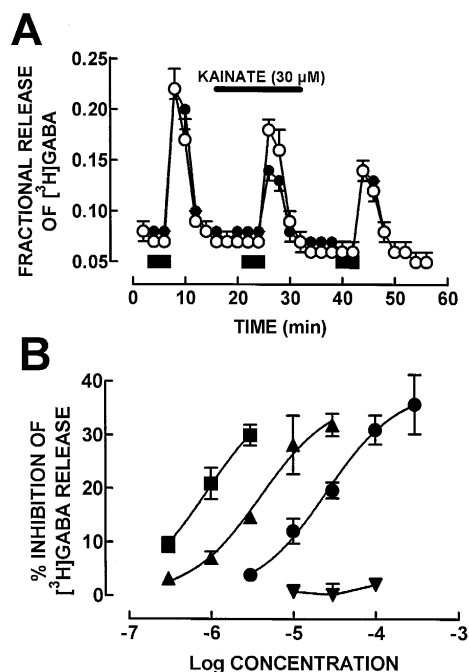 A
FRACTIONAL RELEASE
OF [³H]GABA
0.25
0.20
0.15
0.10
0.05
KAINATE (30 µM)
0 10 20 30 40 50 60
TIME (min)
B
% INHIBITION OF
[³H]GABA RELEASE
40
30
20
10
0
-7 -6 -5 -4 -3
Log CONCENTRATION